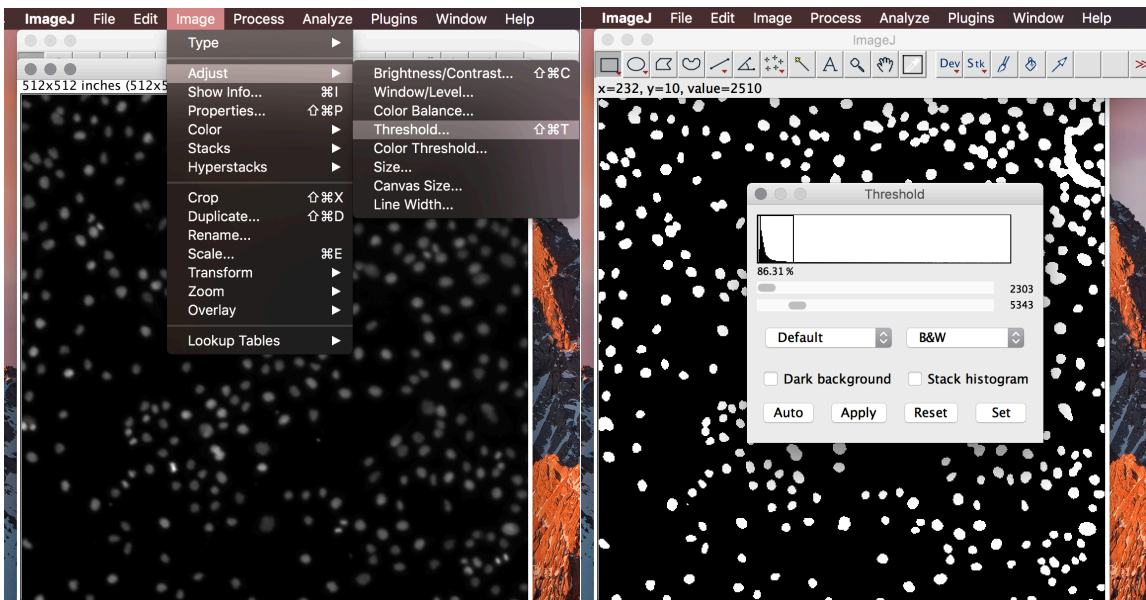 ImageJ File Edit Image Process Analyze Plugins Window Help
Type
Adjust
Show Info... ⌘I
Properties... ⇧⌘P
Color
Stacks
Hyperstacks
Crop ⇧⌘X
Duplicate... ⇧⌘D
Rename...
Scale... ⌘E
Transform
Zoom
Overlay
Lookup Tables
Brightness/Contrast... ⇧⌘C
Window/Level...
Color Balance...
Threshold... ⇧⌘T
Color Threshold...
Size...
Canvas Size...
Line Width...
512x512 inches (512x5
ImageJ File Edit Image Process Analyze Plugins Window Help
ImageJ
A Dev Stk
x=232, y=10, value=2510
Threshold
86.31 %
2303
5343
Default B&W
Dark background Stack histogram
Auto Apply Reset Set